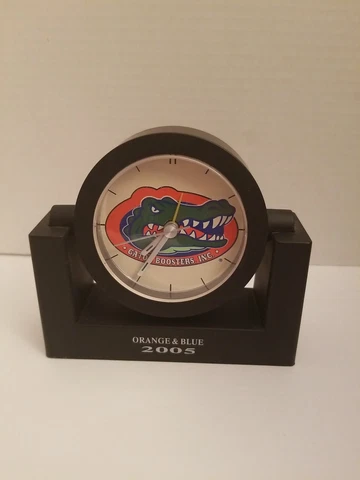 GATOR BOOSTERS INC.
ORANGE & BLUE
2005